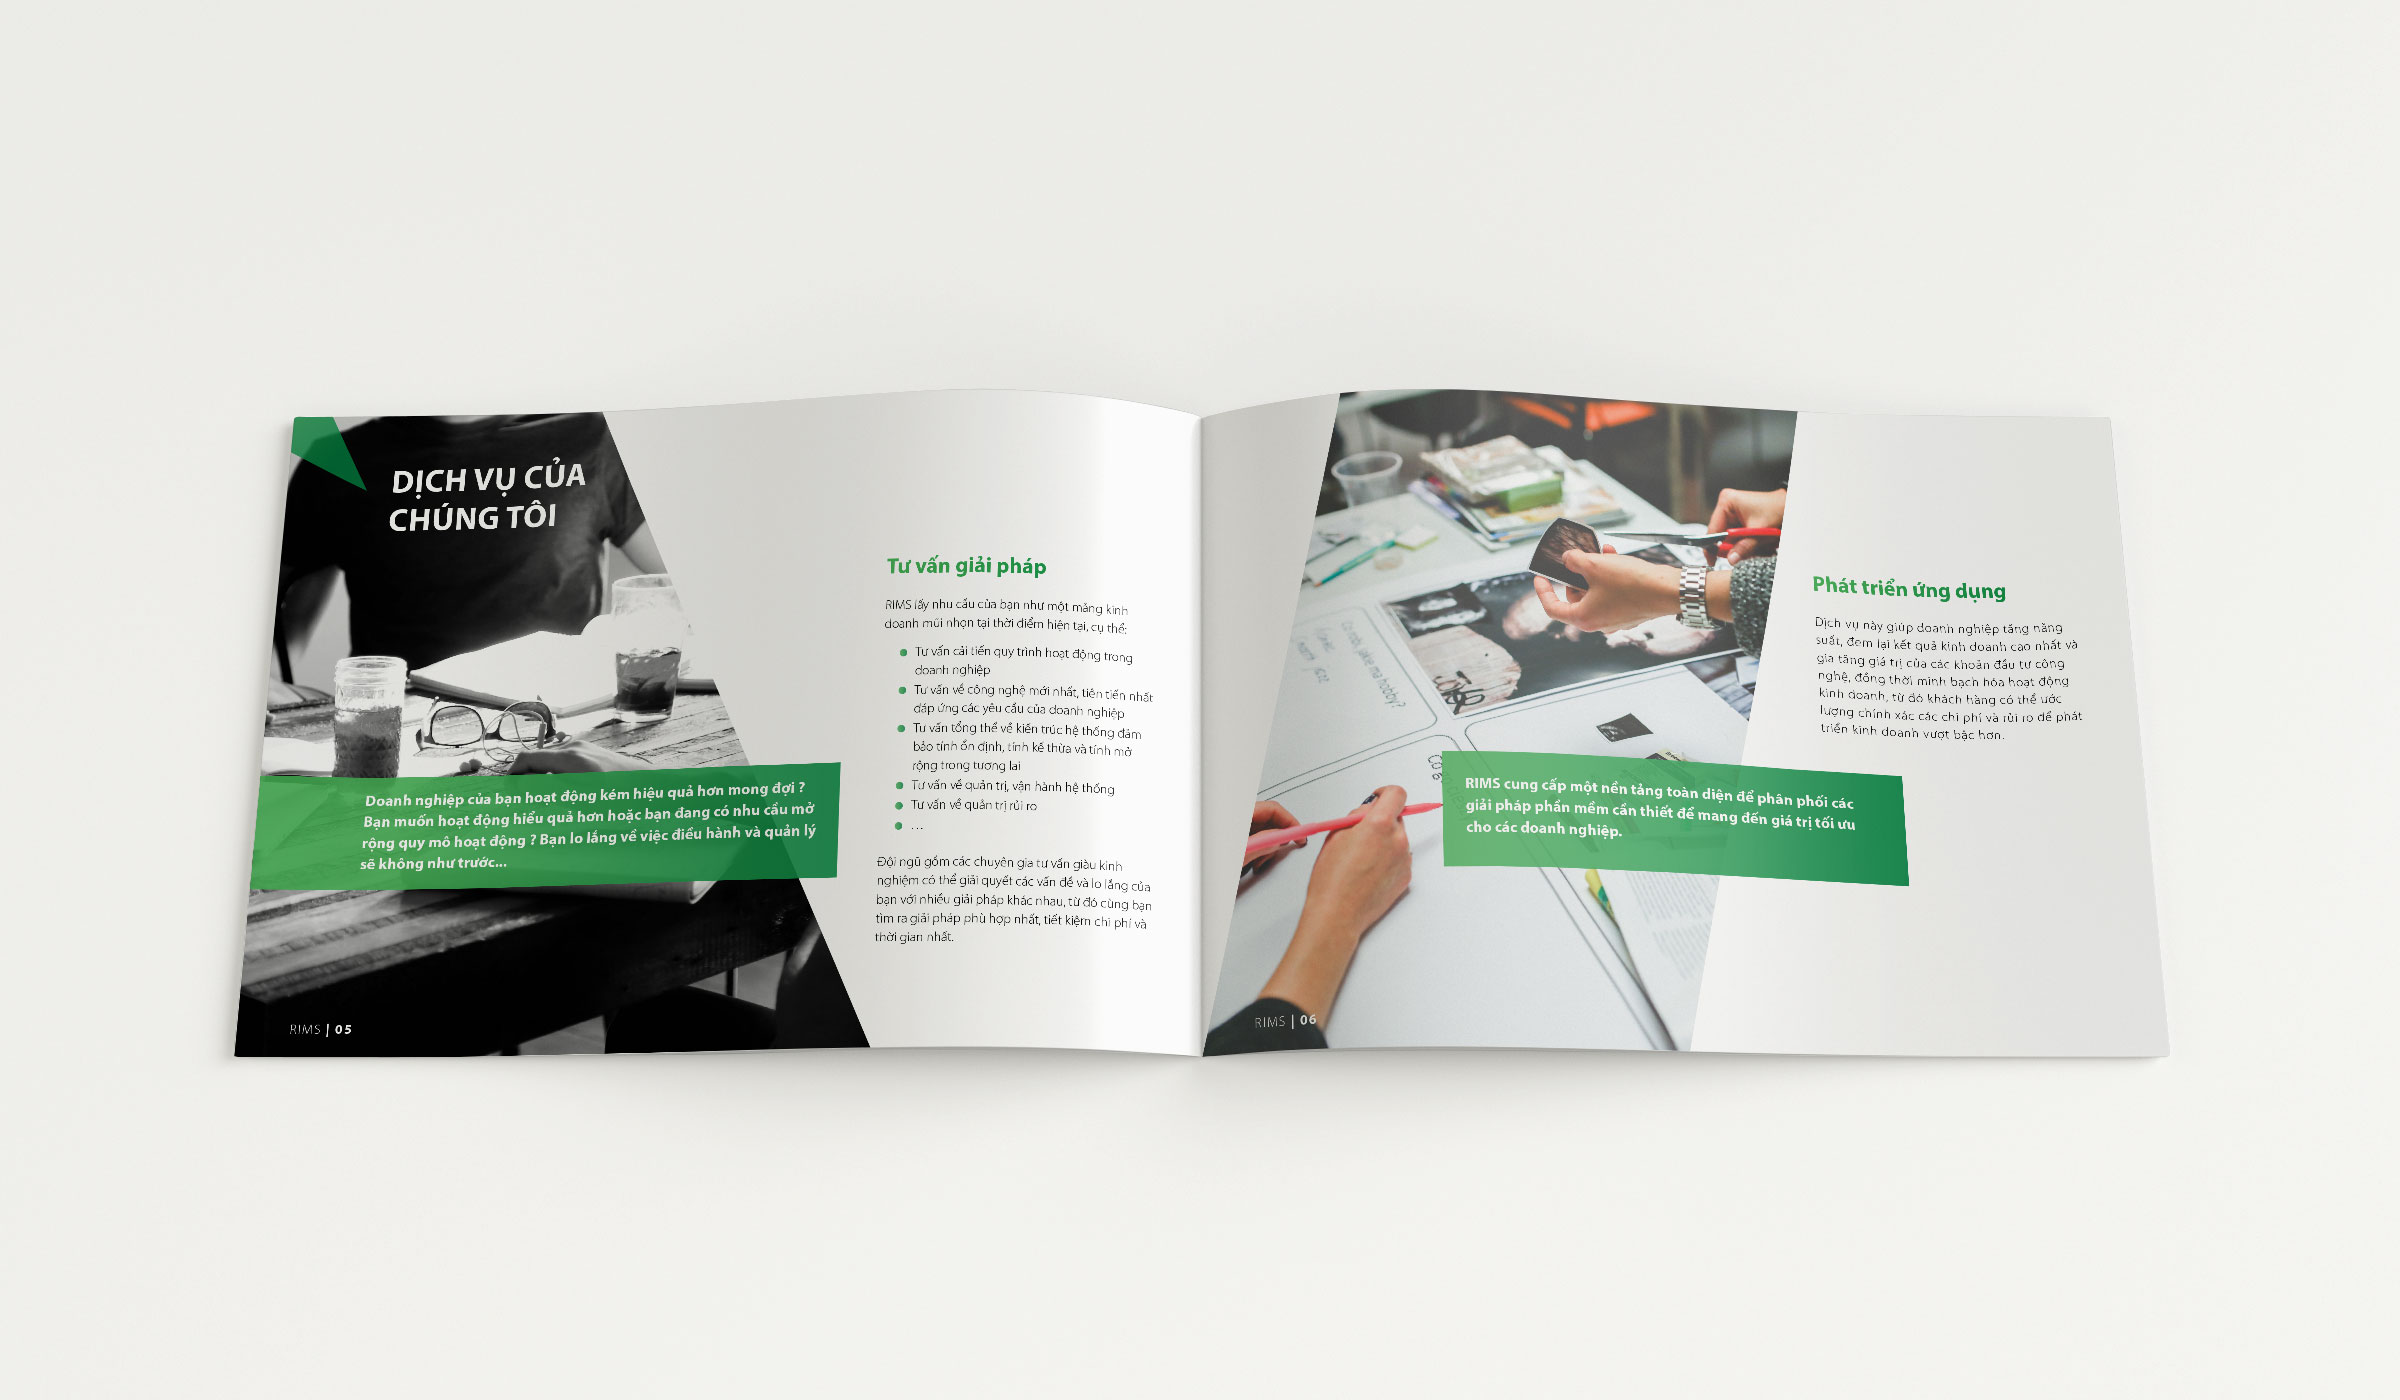 DỊCH VỤ CỦA
CHÚNG TÔI
Doanh nghiệp của bạn hoạt động kém hiệu quả hơn mong đợi ?
Bạn muốn hoạt động hiểu quả hơn hoặc bạn đang có nhu cầu mở
rộng quy mô hoạt động ? Bạn lo lắng về việc điều hành và quản lý
sẽ không như trước...
RIMS | 05
Tư vấn giải pháp
RIMS lấy nhu cầu của bạn như một mảng kinh
doanh mũi nhọn tại thời điểm hiện tại, cụ thể:
Tư vấn cải tiến quy trình hoạt động trong
doanh nghiệp
Tư vấn về công nghệ mới nhất, tiên tiến nhất
đáp ứng các yêu cầu của doanh nghiệp
Tư vấn tổng thể về kiến trúc hệ thống đảm
bảo tính ổn định, tính kế thừa và tính mở
rộng trong tương lai
Tư vấn về quản trị, vận hành hệ thống
Tư vấn về quản trị rủi ro
...
Đội ngũ gồm các chuyên gia tư vấn giàu kinh
nghiệm có thể giải quyết các vấn đề và lo lắng của
bạn với nhiều giải pháp khác nhau, từ đó cùng bạn
tìm ra giải pháp phù hợp nhất, tiết kiệm chi phí và
thời gian nhất.
Co robi jakie ma hobby?
RIMS cung cấp một nền tảng toàn diện để phân phối các
giải pháp phần mềm cần thiết để mang đến giá trị tối ưu
cho các doanh nghiệp.
RIMS | 06
Phát triển ứng dụng
Dịch vụ này giúp doanh nghiệp tăng năng
suất, đem lại kết quả kinh doanh cao nhất và
gia tăng giá trị của các khoản đầu tư công
nghệ, đồng thời minh bạch hóa hoạt động
kinh doanh, từ đó khách hàng có thể ước
lượng chính xác các chi phí và rủi ro để phát
triển kinh doanh vượt bậc hơn.